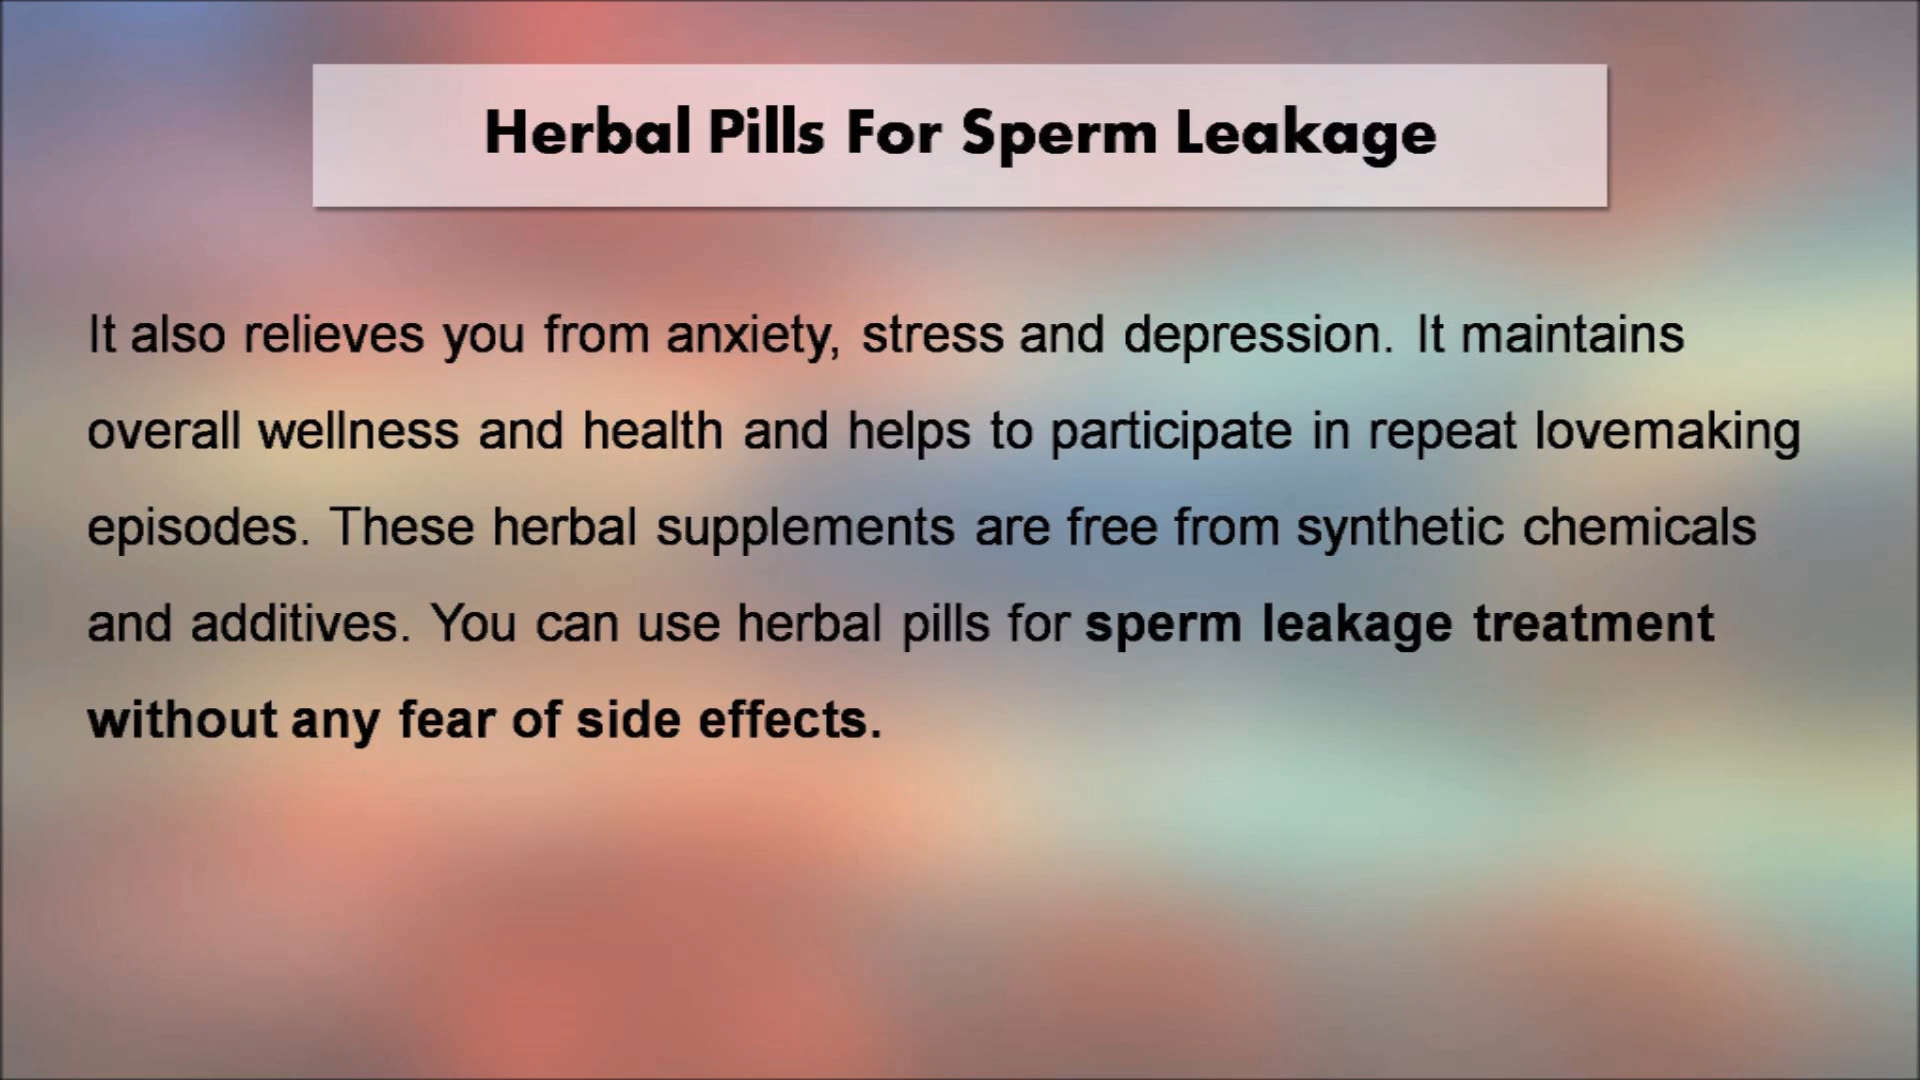 Herbal Pills For Sperm Leakage
It also relieves you from anxiety, stress and depression. It maintains
overall wellness and health and helps to participate in repeat lovemaking
episodes. These herbal supplements are free from synthetic chemicals
and additives. You can use herbal pills for sperm leakage treatment
without any fear of side effects.